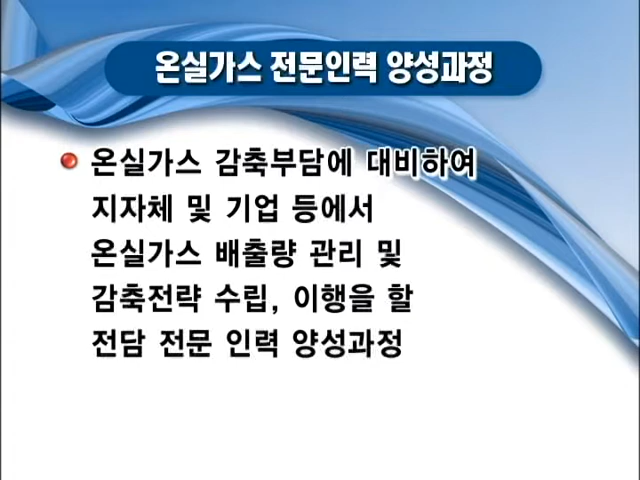 온실가스 전문인력 양성과정
온실가스 감축부담에 대비하여
지자체 및 기업 등에서
온실가스 배출량 관리 및
감축전략 수립, 이행을 할
전담 전문 인력 양성과정